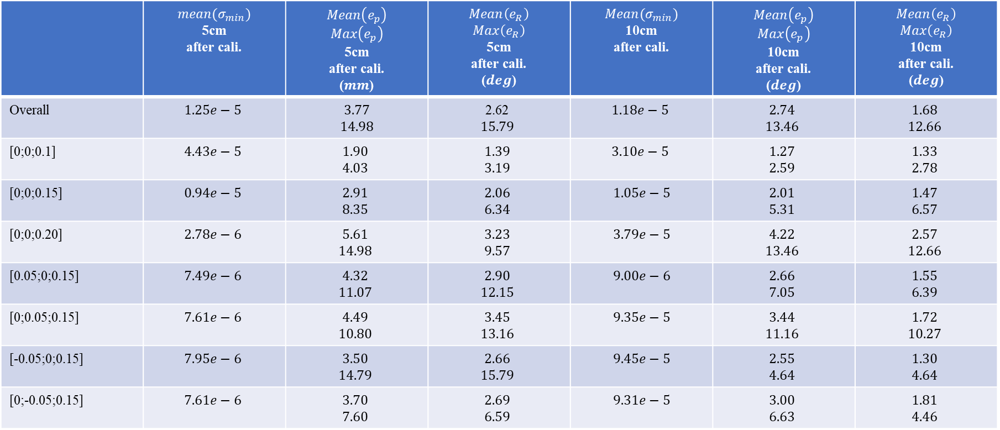 mean(σ_min) 5cm after cali. | Mean(e_p) Max(e_p) 5cm after cali. (mm) | Mean(e_R) Max(e_R) 5cm after cali. (deg) | Mean(σ_min) 10cm after cali. | Mean(e_p) Max(e_p) 10cm after cali. (deg) | Mean(e_R) Max(e_R) 10cm after cali. (deg)
Overall 1.25e − 5 3.77 2.62 1.18e − 5 2.74 1.68
14.98 15.79 13.46 12.66
[0;0;0.1] 4.43e − 5 1.90 1.39 3.10e − 5 1.27 1.33
4.03 3.19 2.59 2.78
[0;0;0.15] 0.94e − 5 2.91 2.06 1.05e − 5 2.01 1.47
8.35 6.34 5.31 6.57
[0;0;0.20] 2.78e − 6 5.61 3.23 3.79e − 5 4.22 2.57
14.98 9.57 13.46 12.66
[0.05;0;0.15] 7.49e − 6 4.32 2.90 9.00e − 6 2.66 1.55
11.07 12.15 7.05 6.39
[0;0.05;0.15] 7.61e − 6 4.49 3.45 9.35e − 5 3.44 1.72
10.80 13.16 11.16 10.27
[-0.05;0;0.15] 7.95e − 6 3.50 2.66 9.45e − 5 2.55 1.30
14.79 15.79 4.64 4.64
[0;-0.05;0.15] 7.61e − 6 3.70 2.69 9.31e − 5 3.00 1.81
7.60 6.59 6.63 4.46